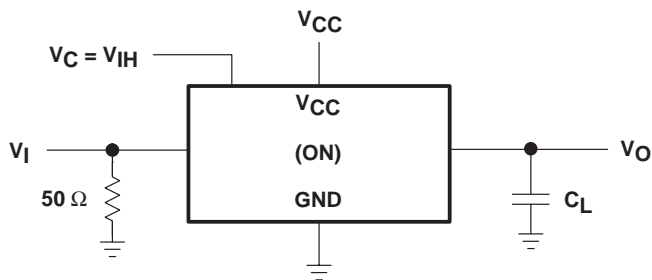 VCC
VC = VIH
VCC
VI
(ON)
VO
50 Ω
GND
CL